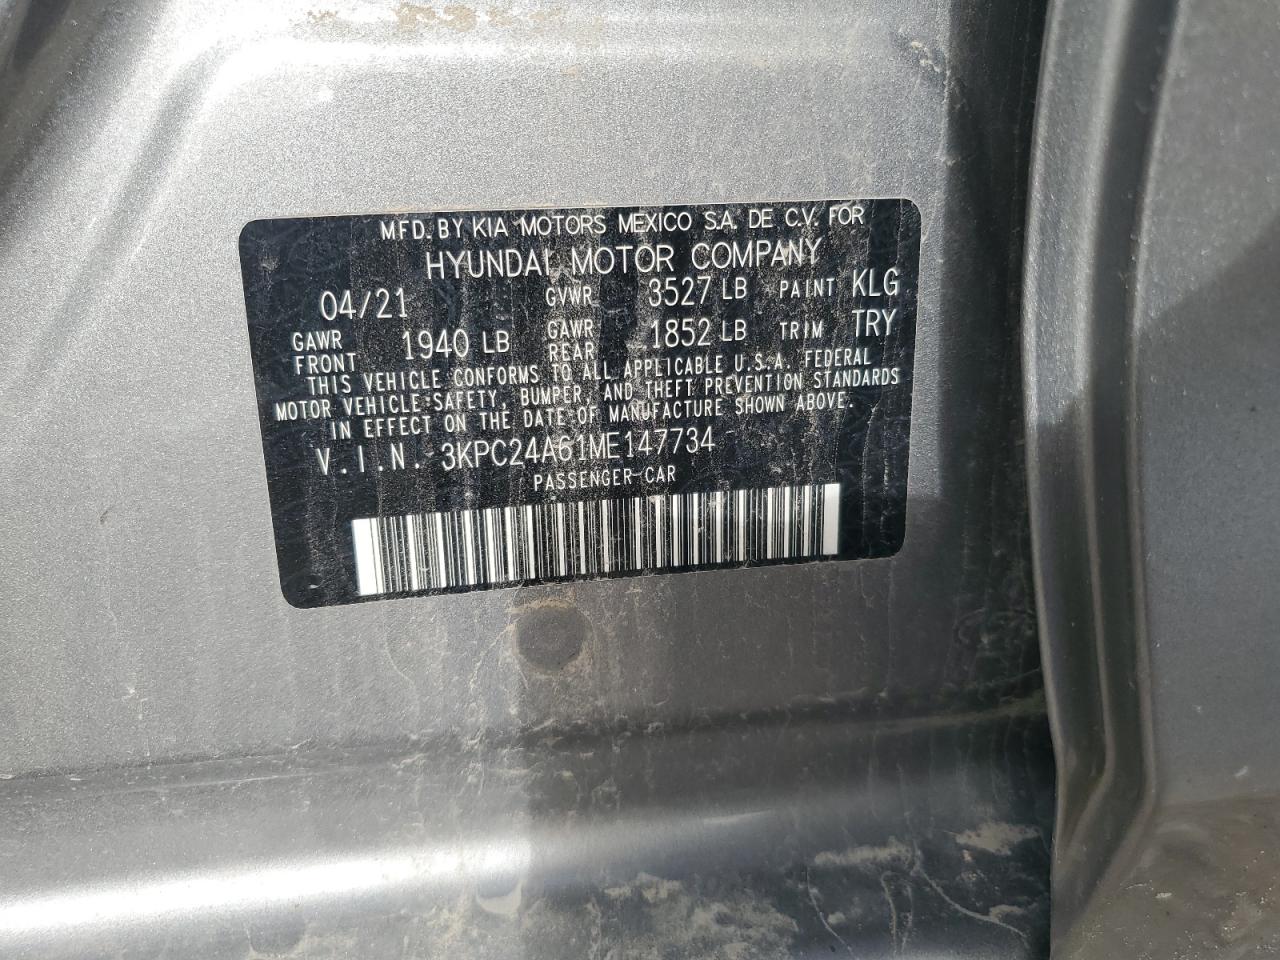 MFD. BY KIA MOTORS MEXICO S.A. DE C.V. FOR
HYUNDAI MOTOR COMPANY
04/21 GVWR 3527 LB PAINT KLG
GAWR FRONT 1940 LB GAWR REAR 1852 LB TRIM TRY
THIS VEHICLE CONFORMS TO ALL APPLICABLE U.S.A. FEDERAL
MOTOR VEHICLE SAFETY, BUMPER, AND THEFT PREVENTION STANDARDS
IN EFFECT ON THE DATE OF MANUFACTURE SHOWN ABOVE.
V.I.N. 3KPC24A61ME147734
PASSENGER CAR